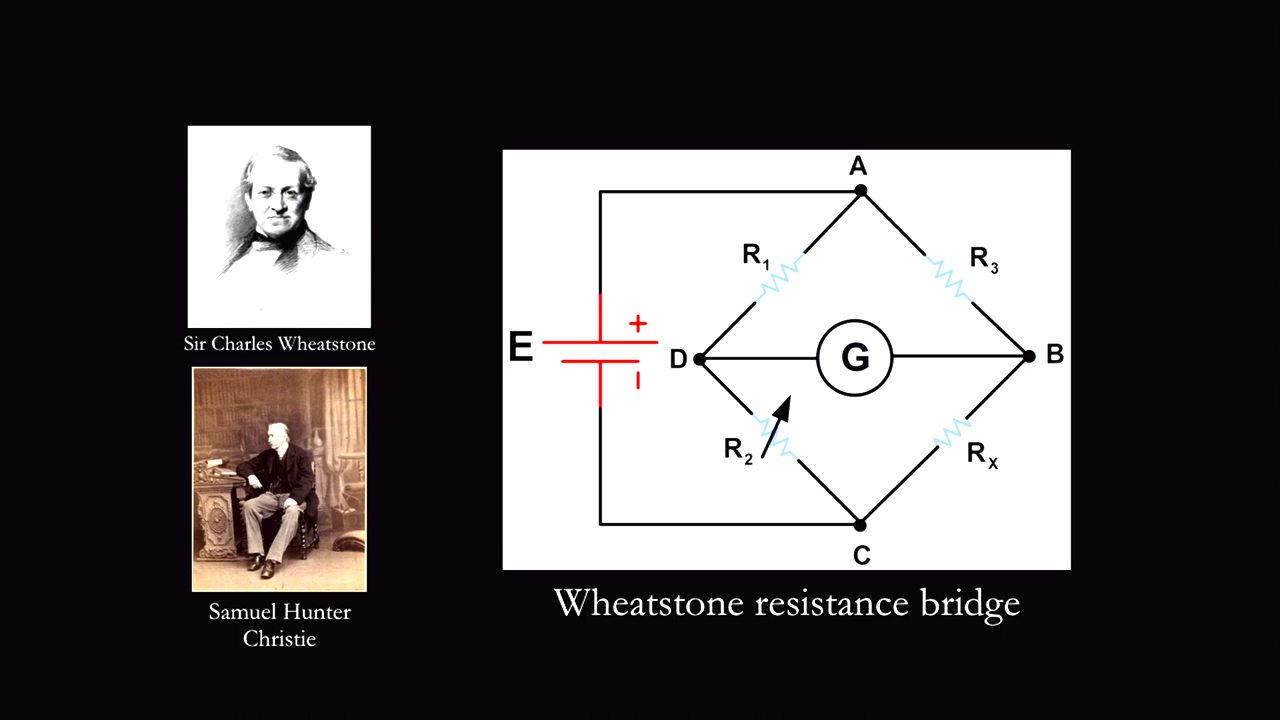 Sir Charles Wheatstone
Samuel Hunter
Christie
A
R1
R3
E
+
-
D
G
B
R2
RX
C
Wheatstone resistance bridge